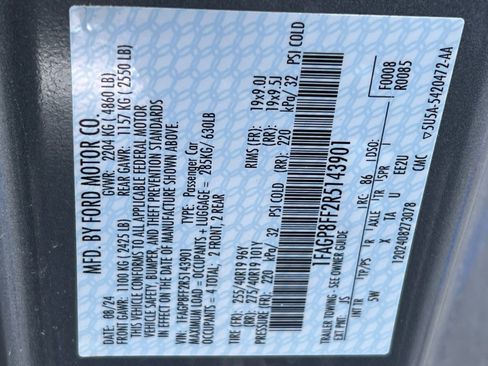 MFD. BY FORD MOTOR CO.
DATE: 08/24 GVWR: 2204 KG (4860 LB)
FRONT GAWR: 1100 KG (2425 LB) REAR GAWR: 1157 KG (2550 LB)
THIS VEHICLE CONFORMS TO ALL APPLICABLE FEDERAL MOTOR
VEHICLE SAFETY, BUMPER, AND THEFT PREVENTION STANDARDS
IN EFFECT ON THE DATE OF MANUFACTURE SHOWN ABOVE.
VIN: 1FAGP8FF2R5143901 TYPE: Passenger Car
MAXIMUM LOAD = OCCUPANTS + LUGGAGE = 285KG / 630LB
OCCUPANTS = 4 TOTAL: 2 FRONT, 2 REAR
TIRE (FR): 255/40R19 96Y RIMS (FR): 19x9.0J
(RR): 275/40R19 101Y (RR): 19x9.5J
COLD (FR): 220 kPa/ 32 PSI (RR): 220 kPa/ 32 PSI COLD
1FAGP8FF2R5143901
TRAILER TOWING - SEE OWNER GUIDE F0008
EXT PNT: JS RC: 86 DSO: R0085
INT TR TP/PS R AXLE TR SPR
SW X TA U EE2U
1202408273078 CMC 5U5A-5420472-AA